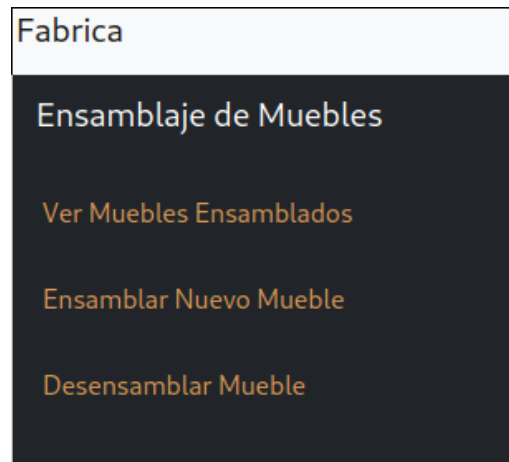 Fabrica
Ensamblaje de Muebles
Ver Muebles Ensamblados
Ensamblar Nuevo Mueble
Desensamblar Mueble